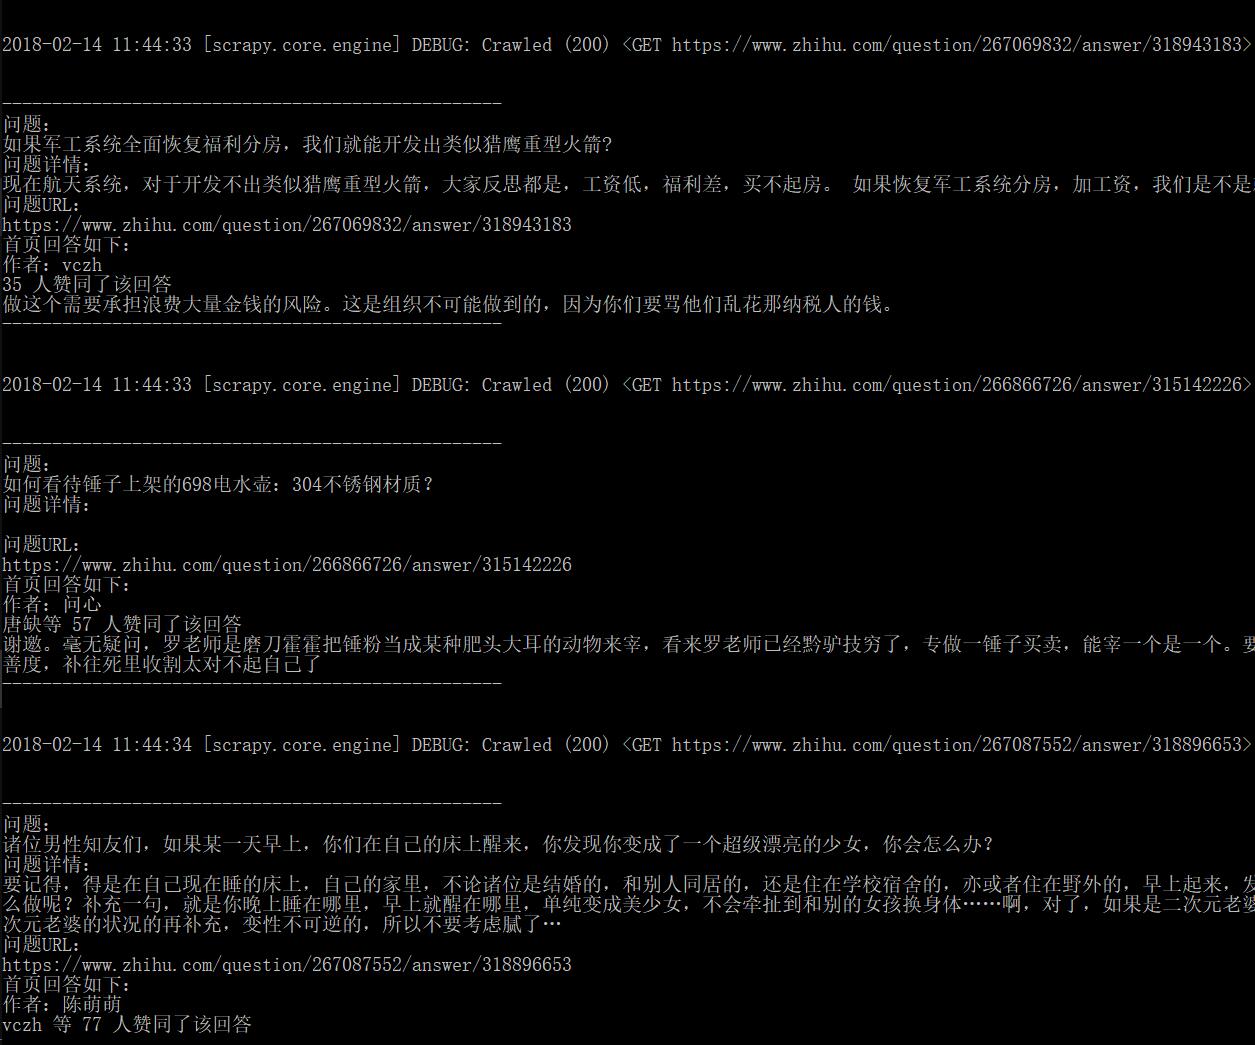 2018-02-14 11:44:33 [scrapy.core.engine] DEBUG: Crawled (200) <GET https://www.zhihu.com/question/267069832/answer/318943183>
--------------------------------------------------
问题:
如果军工系统全面恢复福利分房，我们就能开发出类似猎鹰重型火箭?
问题详情:
现在航天系统，对于开发不出类似猎鹰重型火箭，大家反思都是，工资低，福利差，买不起房。 如果恢复军工系统分房，加工资，我们是不是
问题URL:
https://www.zhihu.com/question/267069832/answer/318943183
首页回答如下:
作者: vczh
35 人赞同了该回答
做这个需要承担浪费大量金钱的风险。这是组织不可能做到的，因为你们要骂他们乱花那纳税人的钱。
--------------------------------------------------
2018-02-14 11:44:33 [scrapy.core.engine] DEBUG: Crawled (200) <GET https://www.zhihu.com/question/266866726/answer/315142226>
--------------------------------------------------
问题:
如何看待锤子上架的698电水壶：304不锈钢材质？
问题详情:
问题URL:
https://www.zhihu.com/question/266866726/answer/315142226
首页回答如下:
作者: 问心
唐缺等 57 人赞同了该回答
谢邀。毫无疑问，罗老师是磨刀霍霍把锤粉当成某种肥头大耳的动物来宰，看来罗老师已经黔驴技穷了，专做一锤子买卖，能宰一个是一个。要
善度，补往死里收割太对不起自己了
--------------------------------------------------
2018-02-14 11:44:34 [scrapy.core.engine] DEBUG: Crawled (200) <GET https://www.zhihu.com/question/267087552/answer/318896653>
--------------------------------------------------
问题:
诸位男性知友们，如果某一天早上，你们在自己的床上醒来，你发现你变成了一个超级漂亮的少女，你会怎么办？
问题详情:
要记得，得是在自己现在睡的床上，自己的家里，不论诸位是结婚的，和别人同居的，还是住在学校宿舍的，亦或者住在野外的，早上起来，发
么做呢？补充一句，就是你晚上睡在哪里，早上就醒在哪里，单纯变成美少女，不会牵扯到和别的女孩换身体……啊，对了，如果是二次元老婆
次元老婆的状况的再补充，变性不可逆的，所以不要考虑腻了…
问题URL:
https://www.zhihu.com/question/267087552/answer/318896653
首页回答如下:
作者: 陈萌萌
vczh 等 77 人赞同了该回答